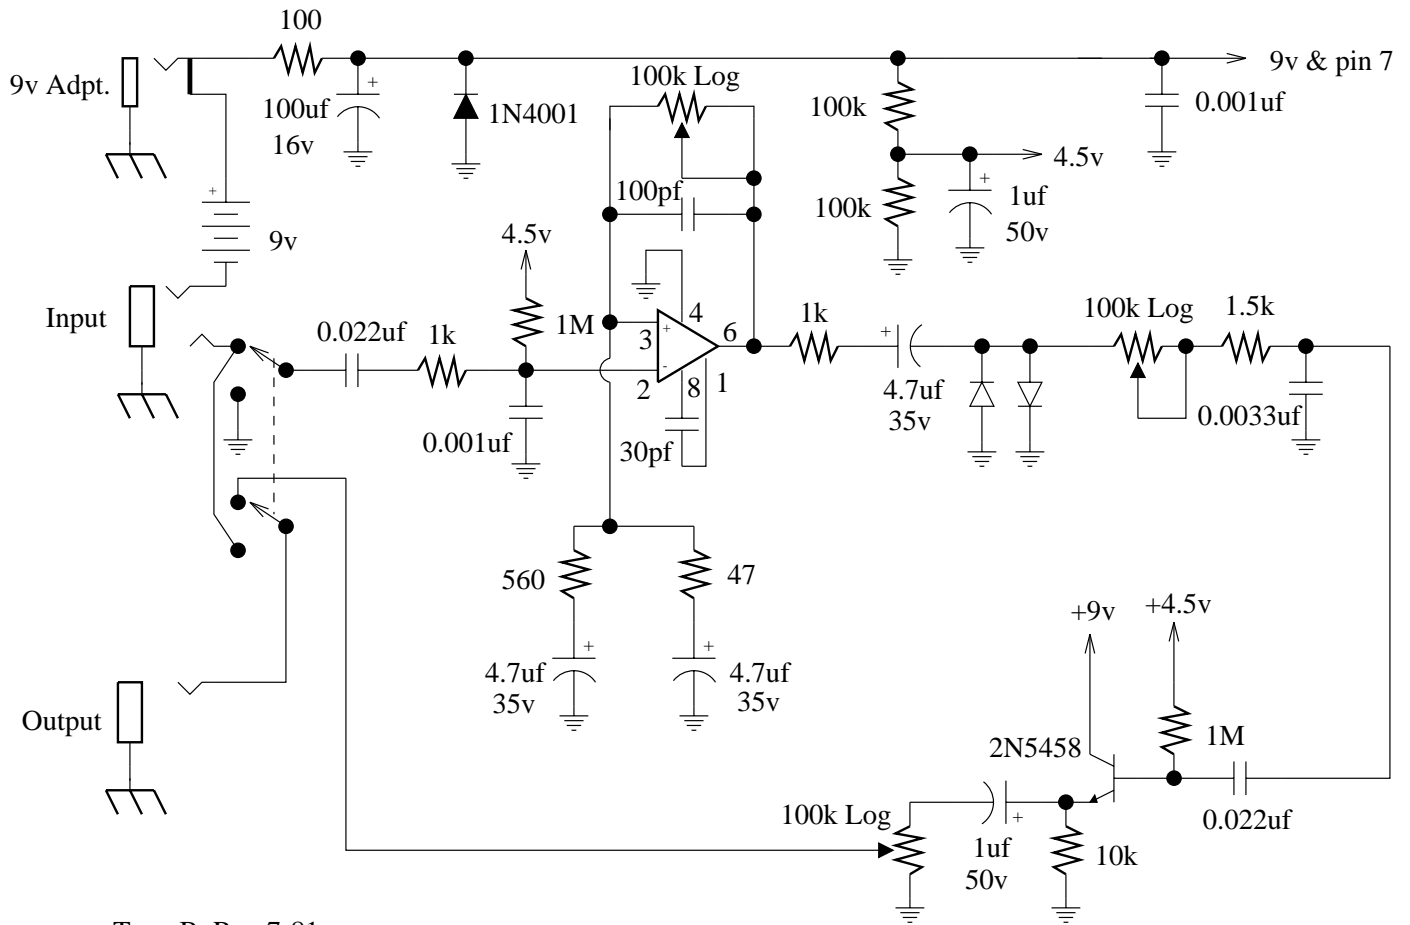 100
9v Adpt.
+
100uf
16v
1N4001
100k Log
100k
9v & pin 7
0.001uf
4.5v
+
1uf
50v
100k
100pf
+
9v
4.5v
Input
0.022uf
1k
1M
4
+
3
-
2
6
8
1
1k
+
4.7uf
35v
100k Log
1.5k
0.0033uf
0.001uf
30pf
560
47
+
4.7uf
35v
+
4.7uf
35v
+9v
+4.5v
Output
2N5458
1M
0.022uf
100k Log
+
1uf
50v
10k